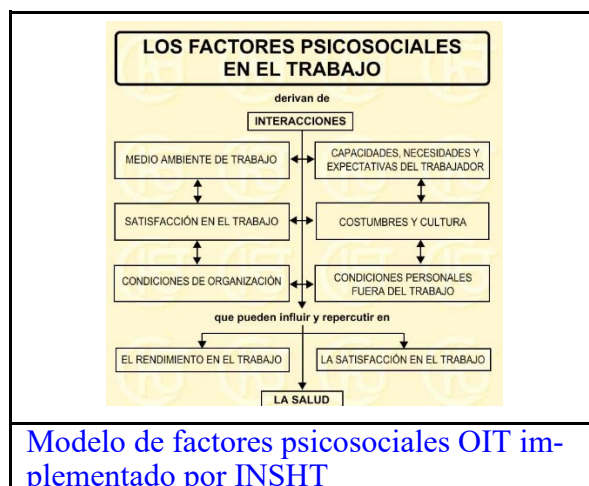 LOS FACTORES PSICOSOCIALES
EN EL TRABAJO
derivan de
INTERACCIONES
MEDIO AMBIENTE DE TRABAJO
CAPACIDADES, NECESIDADES Y
EXPECTATIVAS DEL TRABAJADOR
SATISFACCIÓN EN EL TRABAJO
COSTUMBRES Y CULTURA
CONDICIONES DE ORGANIZACIÓN
CONDICIONES PERSONALES
FUERA DEL TRABAJO
que pueden influir y repercutir en
EL RENDIMIENTO EN EL TRABAJO
LA SATISFACCIÓN EN EL TRABAJO
LA SALUD
Modelo de factores psicosociales OIT im-
plementado por INSHT